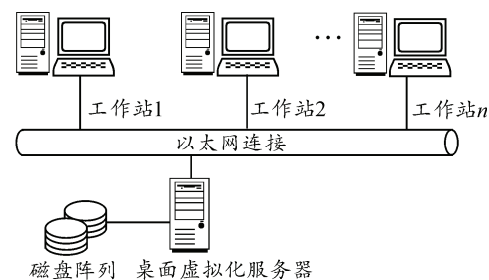 …
工作站1
工作站2
工作站n
以太网连接
磁盘阵列
桌面虚拟化服务器